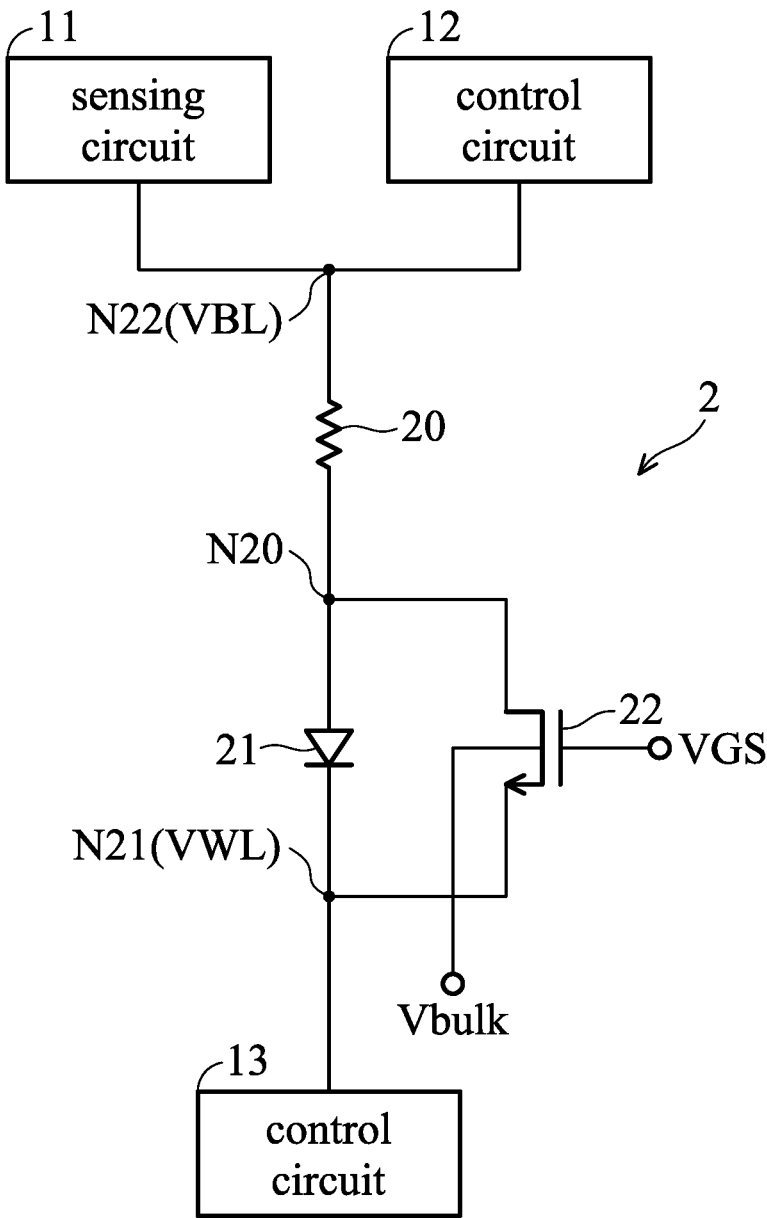 11
12
sensing
circuit
control
circuit
N22(VBL)
20
2
N20
21
22
VGS
N21(VWL)
Vbulk
13
control
circuit